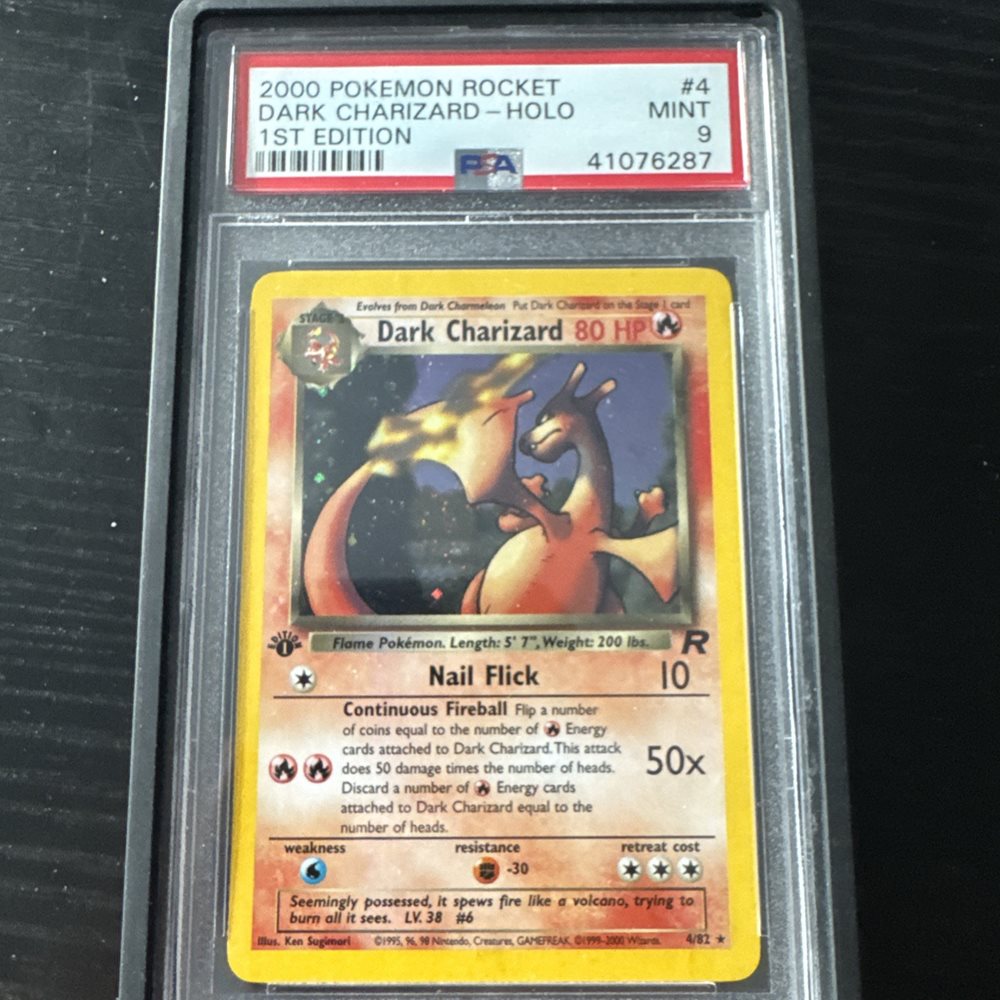 2000 POKEMON ROCKET #4
DARK CHARIZARD - HOLO MINT
1ST EDITION 9
PSA 41076287
Evolves from Dark Charmeleon Put Dark Charizard on the Stage 1 card
STAGE
Dark Charizard 80 HP
EDITION
1
Flame Pokémon. Length: 5' 7", Weight: 200 lbs. R
Nail Flick 10
Continuous Fireball Flip a number
of coins equal to the number of Energy
cards attached to Dark Charizard. This attack
does 50 damage times the number of heads. 50x
Discard a number of Energy cards
attached to Dark Charizard equal to the
number of heads.
weakness resistance retreat cost
-30
Seemingly possessed, it spews fire like a volcano, trying to
burn all it sees. LV. 38 #6
Illus. Ken Sugimori ©1995, 96, 98 Nintendo, Creatures, GAMEFREAK. ©1999-2000 Wizards. 4/82 ★